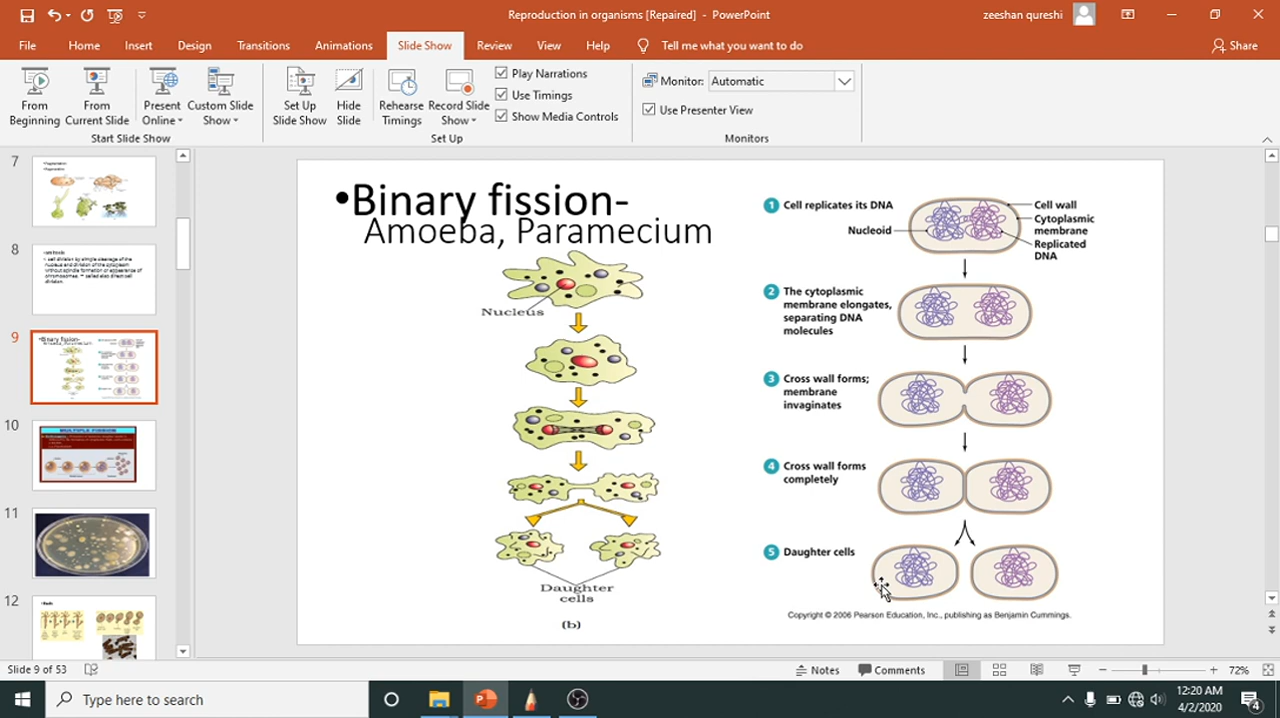 Reproduction in organisms [Repaired] - PowerPoint
zeeshan qureshi
File Home Insert Design Transitions Animations Slide Show Review View Help Tell me what you want to do Share
From Beginning
From Current Slide
Present Online
Custom Slide Show
Set Up Slide Show
Hide Slide
Rehearse Timings
Record Slide Show
Play Narrations
Use Timings
Show Media Controls
Monitor: Automatic
Use Presenter View
Start Slide Show
Set Up
Monitors
7
8
9
10
MULTIPLE FISSION
11
12
•Binary fission-
Amoeba, Paramecium
Nucleus
Daughter
cells
(b)
1 Cell replicates its DNA
Nucleoid
Cell wall
Cytoplasmic
membrane
Replicated
DNA
2 The cytoplasmic
membrane elongates,
separating DNA
molecules
3 Cross wall forms;
membrane
invaginates
4 Cross wall forms
completely
5 Daughter cells
Copyright © 2006 Pearson Education, Inc., publishing as Benjamin Cummings.
Slide 9 of 53
Notes
Comments
72%
Type here to search
12:20 AM
4/2/2020
4